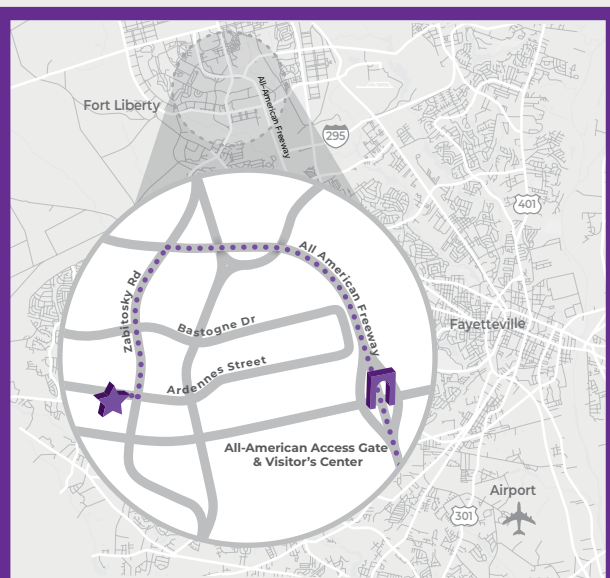 All-American Freeway
Fort Liberty
295
401
All American Freeway
Zabitosky Rd
Bastogne Dr
Fayetteville
Ardennes Street
All-American Access Gate
& Visitor's Center
Airport
301